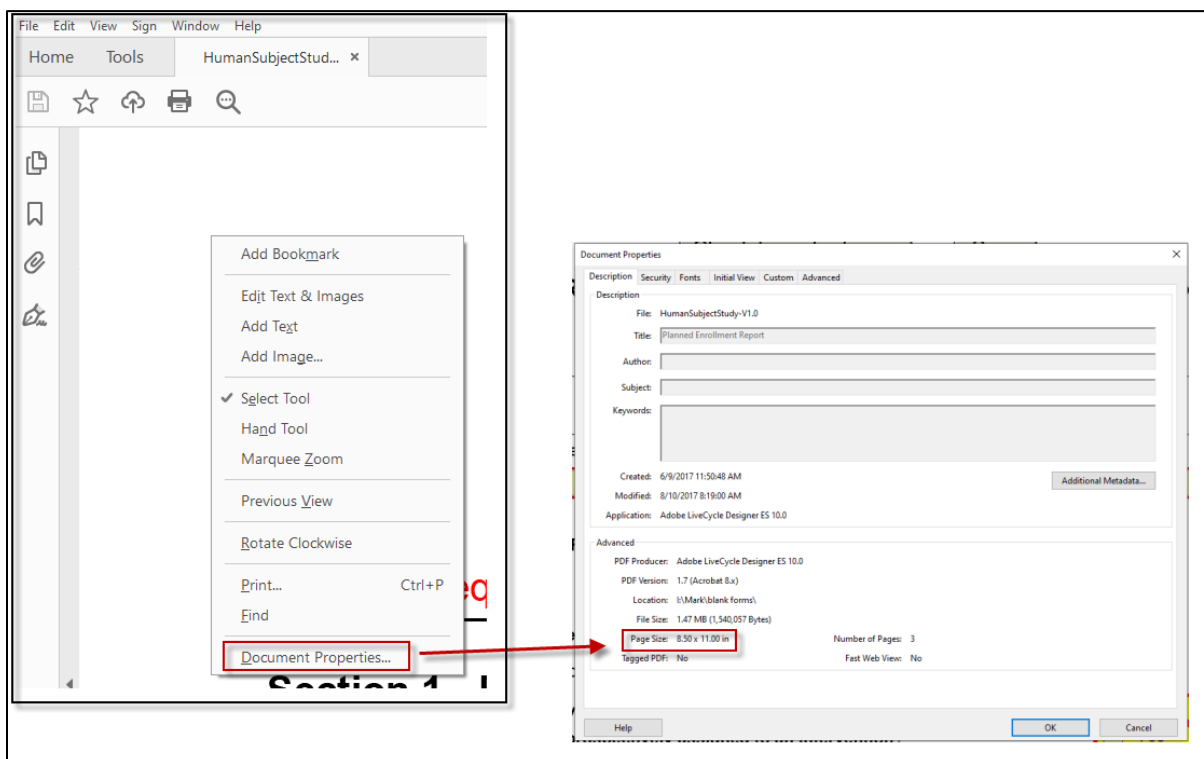 File Edit View Sign Window Help
Home Tools HumanSubjectStud... ×
Add Bookmark
Edit Text & Images
Add Text
Add Image...
Select Tool
Hand Tool
Marquee Zoom
Previous View
Rotate Clockwise
Print... Ctrl+P
Find
Document Properties...
eq
Section 1
Document Properties
Description Security Fonts Initial View Custom Advanced
Description
File: HumanSubjectStudy-V1.0
Title: Planned Enrollment Report
Author:
Subject:
Keywords:
Created: 6/9/2017 11:50:48 AM
Additional Metadata...
Modified: 8/10/2017 8:19:00 AM
Application: Adobe LiveCycle Designer ES 10.0
Advanced
PDF Producer: Adobe LiveCycle Designer ES 10.0
PDF Version: 1.7 (Acrobat 8.x)
Location: I:\Mark\blank forms\
File Size: 1.47 MB (1,540,057 Bytes)
Page Size: 8.50 x 11.00 in Number of Pages: 3
Tagged PDF: No Fast Web View: No
Help OK Cancel